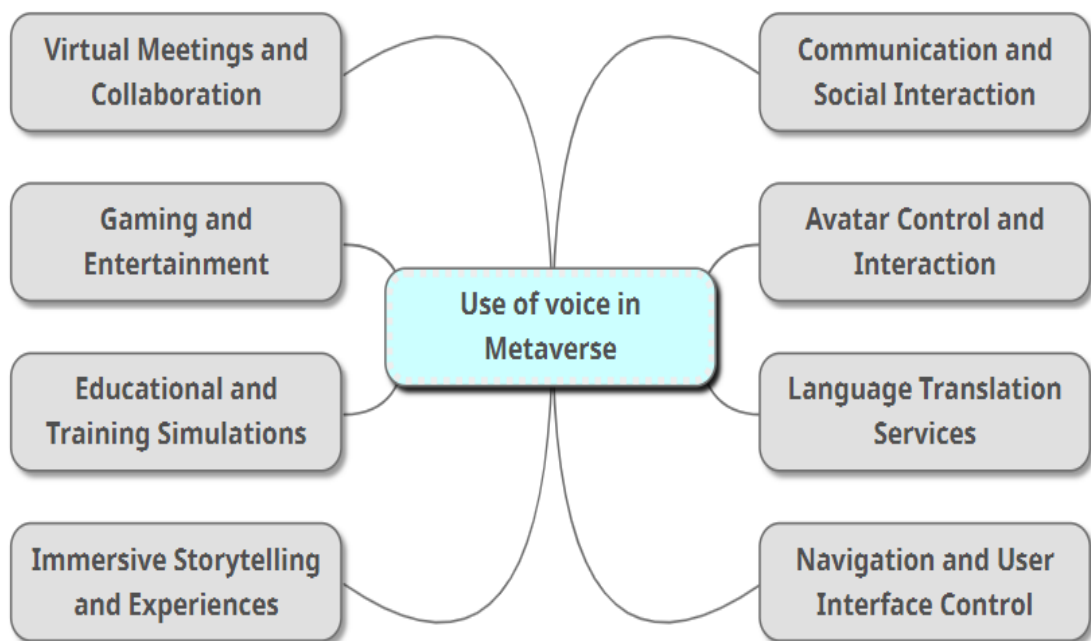 Virtual Meetings and
Collaboration
Communication and
Social Interaction
Gaming and
Entertainment
Avatar Control and
Interaction
Use of voice in
Metaverse
Educational and
Training Simulations
Language Translation
Services
Immersive Storytelling
and Experiences
Navigation and User
Interface Control